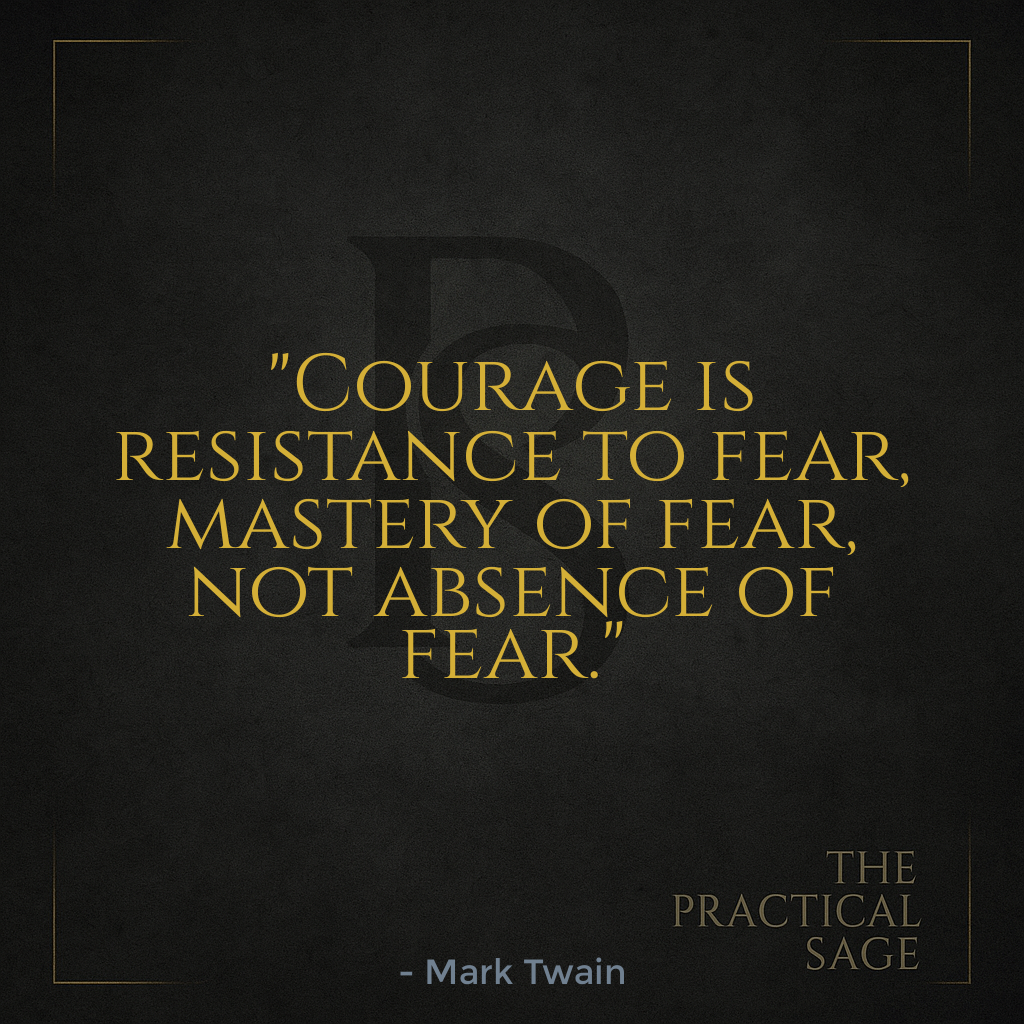 "Courage is
resistance to fear,
mastery of fear,
not absence of
fear."
THE
PRACTICAL
SAGE
- Mark Twain